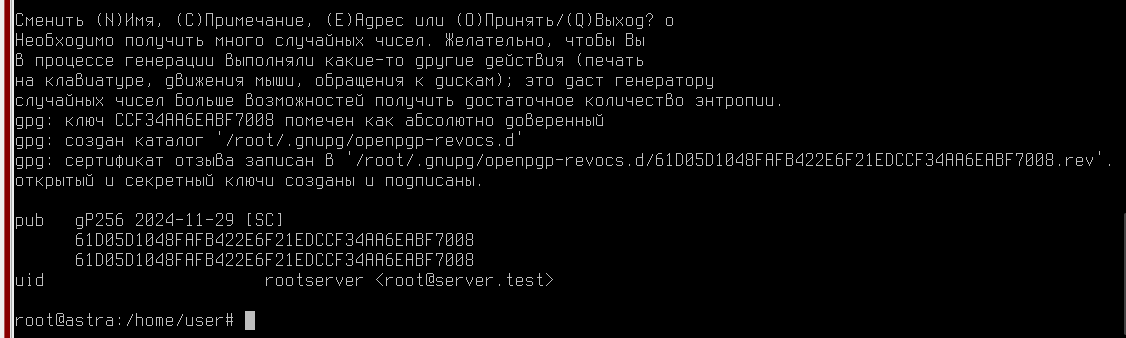 Сменить (N)Имя, (C)Примечание, (E)Адрес или (O)Принять/(Q)Выход? o
Необходимо получить много случайных чисел. Желательно, чтобы Вы
в процессе генерации выполняли какие-то другие действия (печать
на клавиатуре, движения мыши, обращения к дискам); это даст генератору
случайных чисел больше возможностей получить достаточное количество энтропии.
gpg: ключ CCF34AA6EABF7008 помечен как абсолютно доверенный
gpg: создан каталог '/root/.gnupg/openpgp-revocs.d'
gpg: сертификат отзыва записан в '/root/.gnupg/openpgp-revocs.d/61D05D1048FAFB422E6F21EDCCF34AA6EABF7008.rev'.
открытый и секретный ключи созданы и подписаны.
pub   gP256 2024-11-29 [SC]
61D05D1048FAFB422E6F21EDCCF34AA6EABF7008
61D05D1048FAFB422E6F21EDCCF34AA6EABF7008
uid                      rootserver <root@server.test>
root@astra:/home/user#